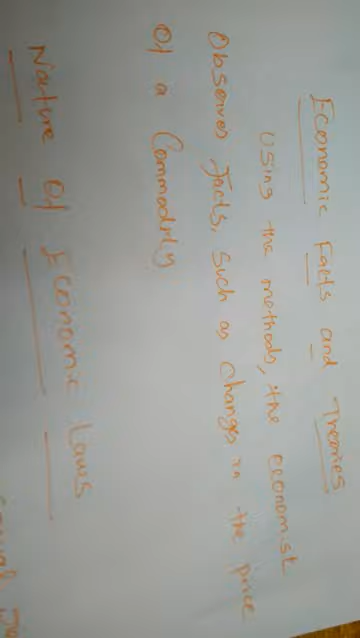 Economic Facts and Theories
Using the methods, the economist
Observes facts, such as changes in the price
Of a Commodity
Nature Of Economic Laws